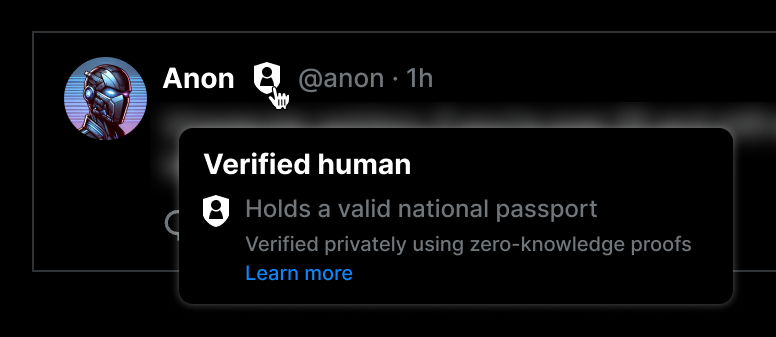 Anon @anon · 1h
Verified human
Holds a valid national passport
Verified privately using zero-knowledge proofs
Learn more